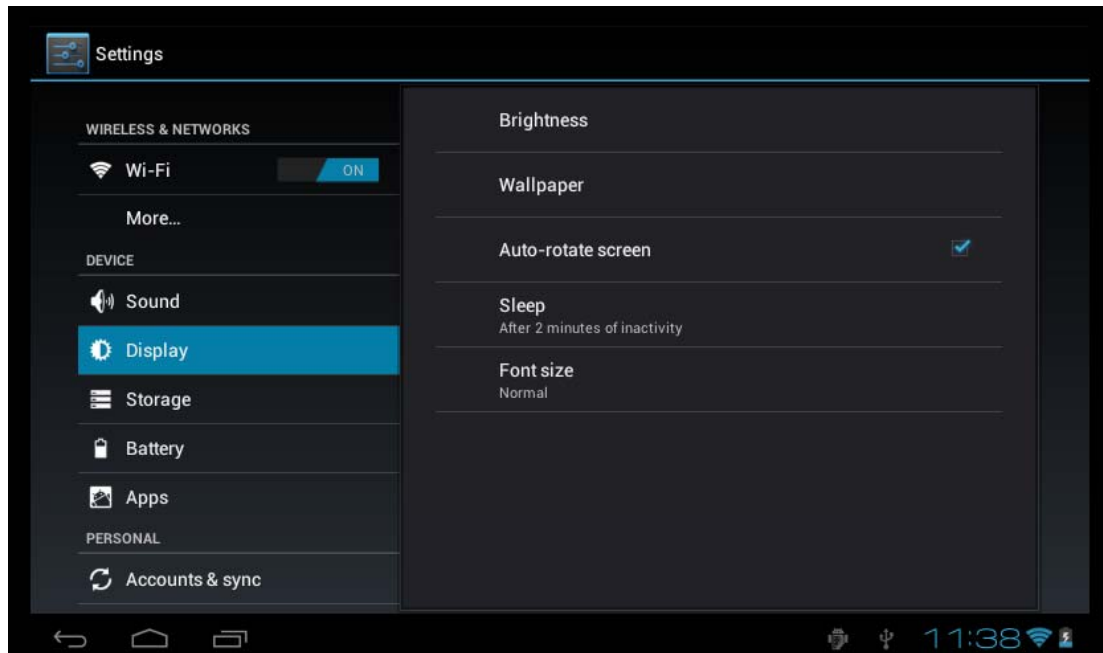 Settings
WIRELESS & NETWORKS
Wi-Fi ON
More...
DEVICE
Sound
Display
Storage
Battery
Apps
PERSONAL
Accounts & sync
Brightness
Wallpaper
Auto-rotate screen
Sleep
After 2 minutes of inactivity
Font size
Normal
11:38